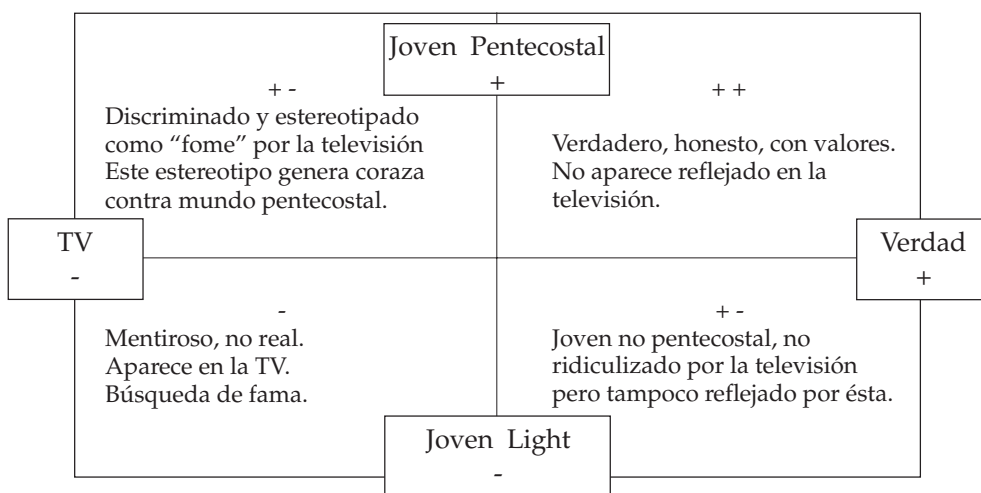 Joven Pentecostal
+
+ -
Discriminado y estereotipado
como “fome” por la televisión
Este estereotipo genera coraza
contra mundo pentecostal.
+ +
Verdadero, honesto, con valores.
No aparece reflejado en la
televisión.
TV
-
Verdad
+
-
Mentiroso, no real.
Aparece en la TV.
Búsqueda de fama.
+ -
Joven no pentecostal, no
ridiculizado por la televisión
pero tampoco reflejado por ésta.
Joven Light
-